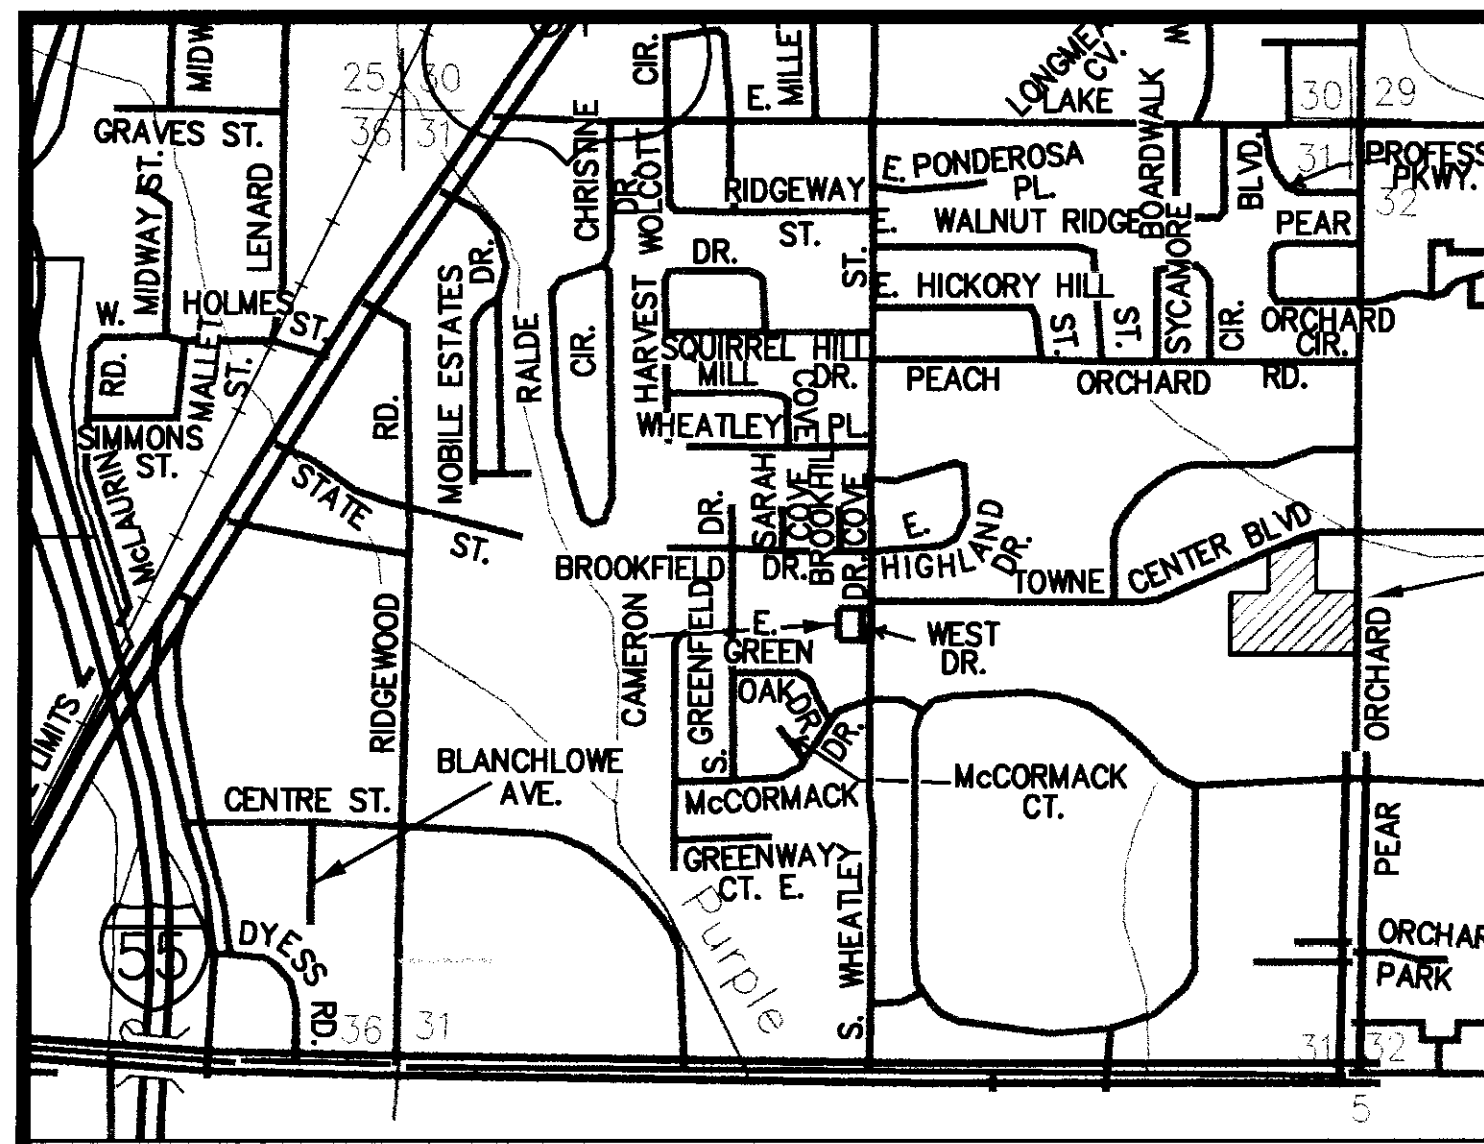 MIDW
25 30
36 31
GRAVES ST.
MIDWAY ST.
LENARD
W. HOLMES ST.
RD.
MALLET ST.
SIMMONS ST.
McLAURIN
STATE ST.
LIMITS
MOBILE ESTATES DR.
RALDE CIR.
CHRISTINE DR.
WOLCOTT CIR.
E. MILLE
RIDGEWAY ST.
HARVEST DR.
SQUIRREL HILL DR.
MILL COVE
WHEATLEY PL.
SARAH COVE
BROOKHILL COVE
BROOKFIELD DR.
RIDGEWOOD RD.
CAMERON
S. GREENFIELD DR.
E.
GREEN
OAK DR.
DR.
McCORMACK DR.
McCORMACK CT.
GREENWAY CT. E.
BLANCHLOWE AVE.
CENTRE ST.
DYESS RD.
55
36 31
Purple
S. WHEATLEY ST.
WEST DR.
LONGMEA CV.
LAKE
BOARDWALK
E. PONDEROSA PL.
E. WALNUT RIDGE ST.
E. HICKORY HILL ST.
SYCAMORE CIR.
BLVD.
PEAR
ORCHARD CIR.
PROFESS
PKWY.
30 29
31 32
PEACH ORCHARD RD.
E. HIGHLAND DR.
TOWNE CENTER BLVD
ORCHARD
PEAR
ORCHAR
PARK
31 32
5